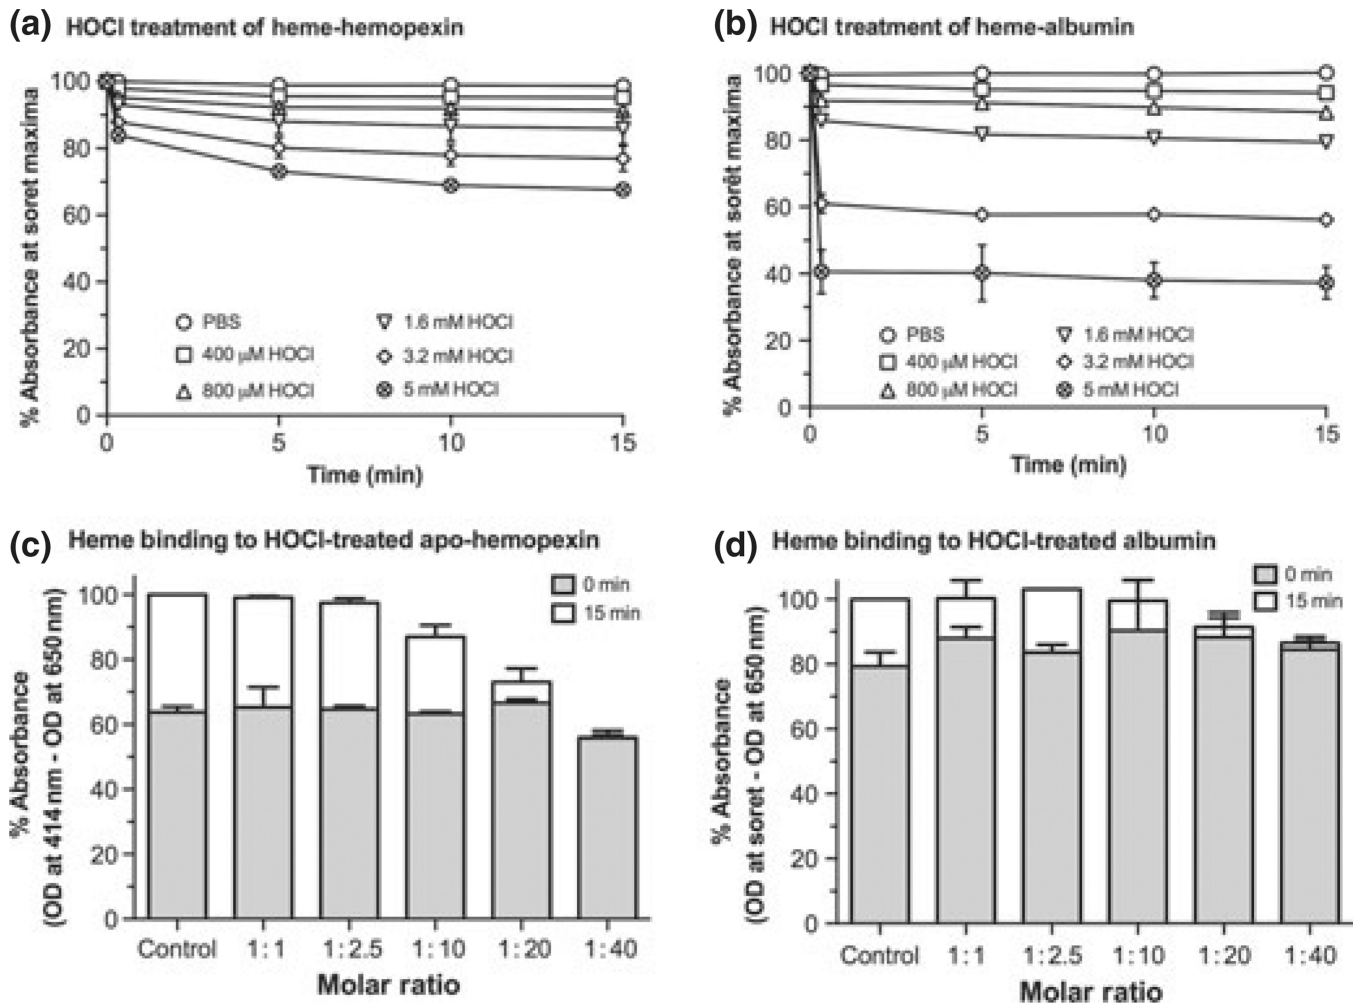 (a) HOCl treatment of heme-hemopexin
% Absorbance at soret maxima
100
80
60
40
20
0
PBS
400 µM HOCl
800 µM HOCl
1.6 mM HOCl
3.2 mM HOCl
5 mM HOCl
0 5 10 15
Time (min)
(b) HOCl treatment of heme-albumin
% Absorbance at sorêt maxima
100
80
60
40
20
0
PBS
400 µM HOCl
800 µM HOCl
1.6 mM HOCl
3.2 mM HOCl
5 mM HOCl
0 5 10 15
Time (min)
(c) Heme binding to HOCl-treated apo-hemopexin
% Absorbance
(OD at 414 nm - OD at 650 nm)
100
80
60
40
20
0
0 min
15 min
Control 1:1 1:2.5 1:10 1:20 1:40
Molar ratio
(d) Heme binding to HOCl-treated albumin
% Absorbance
(OD at soret - OD at 650 nm)
100
80
60
40
20
0
0 min
15 min
Control 1:1 1:2.5 1:10 1:20 1:40
Molar ratio